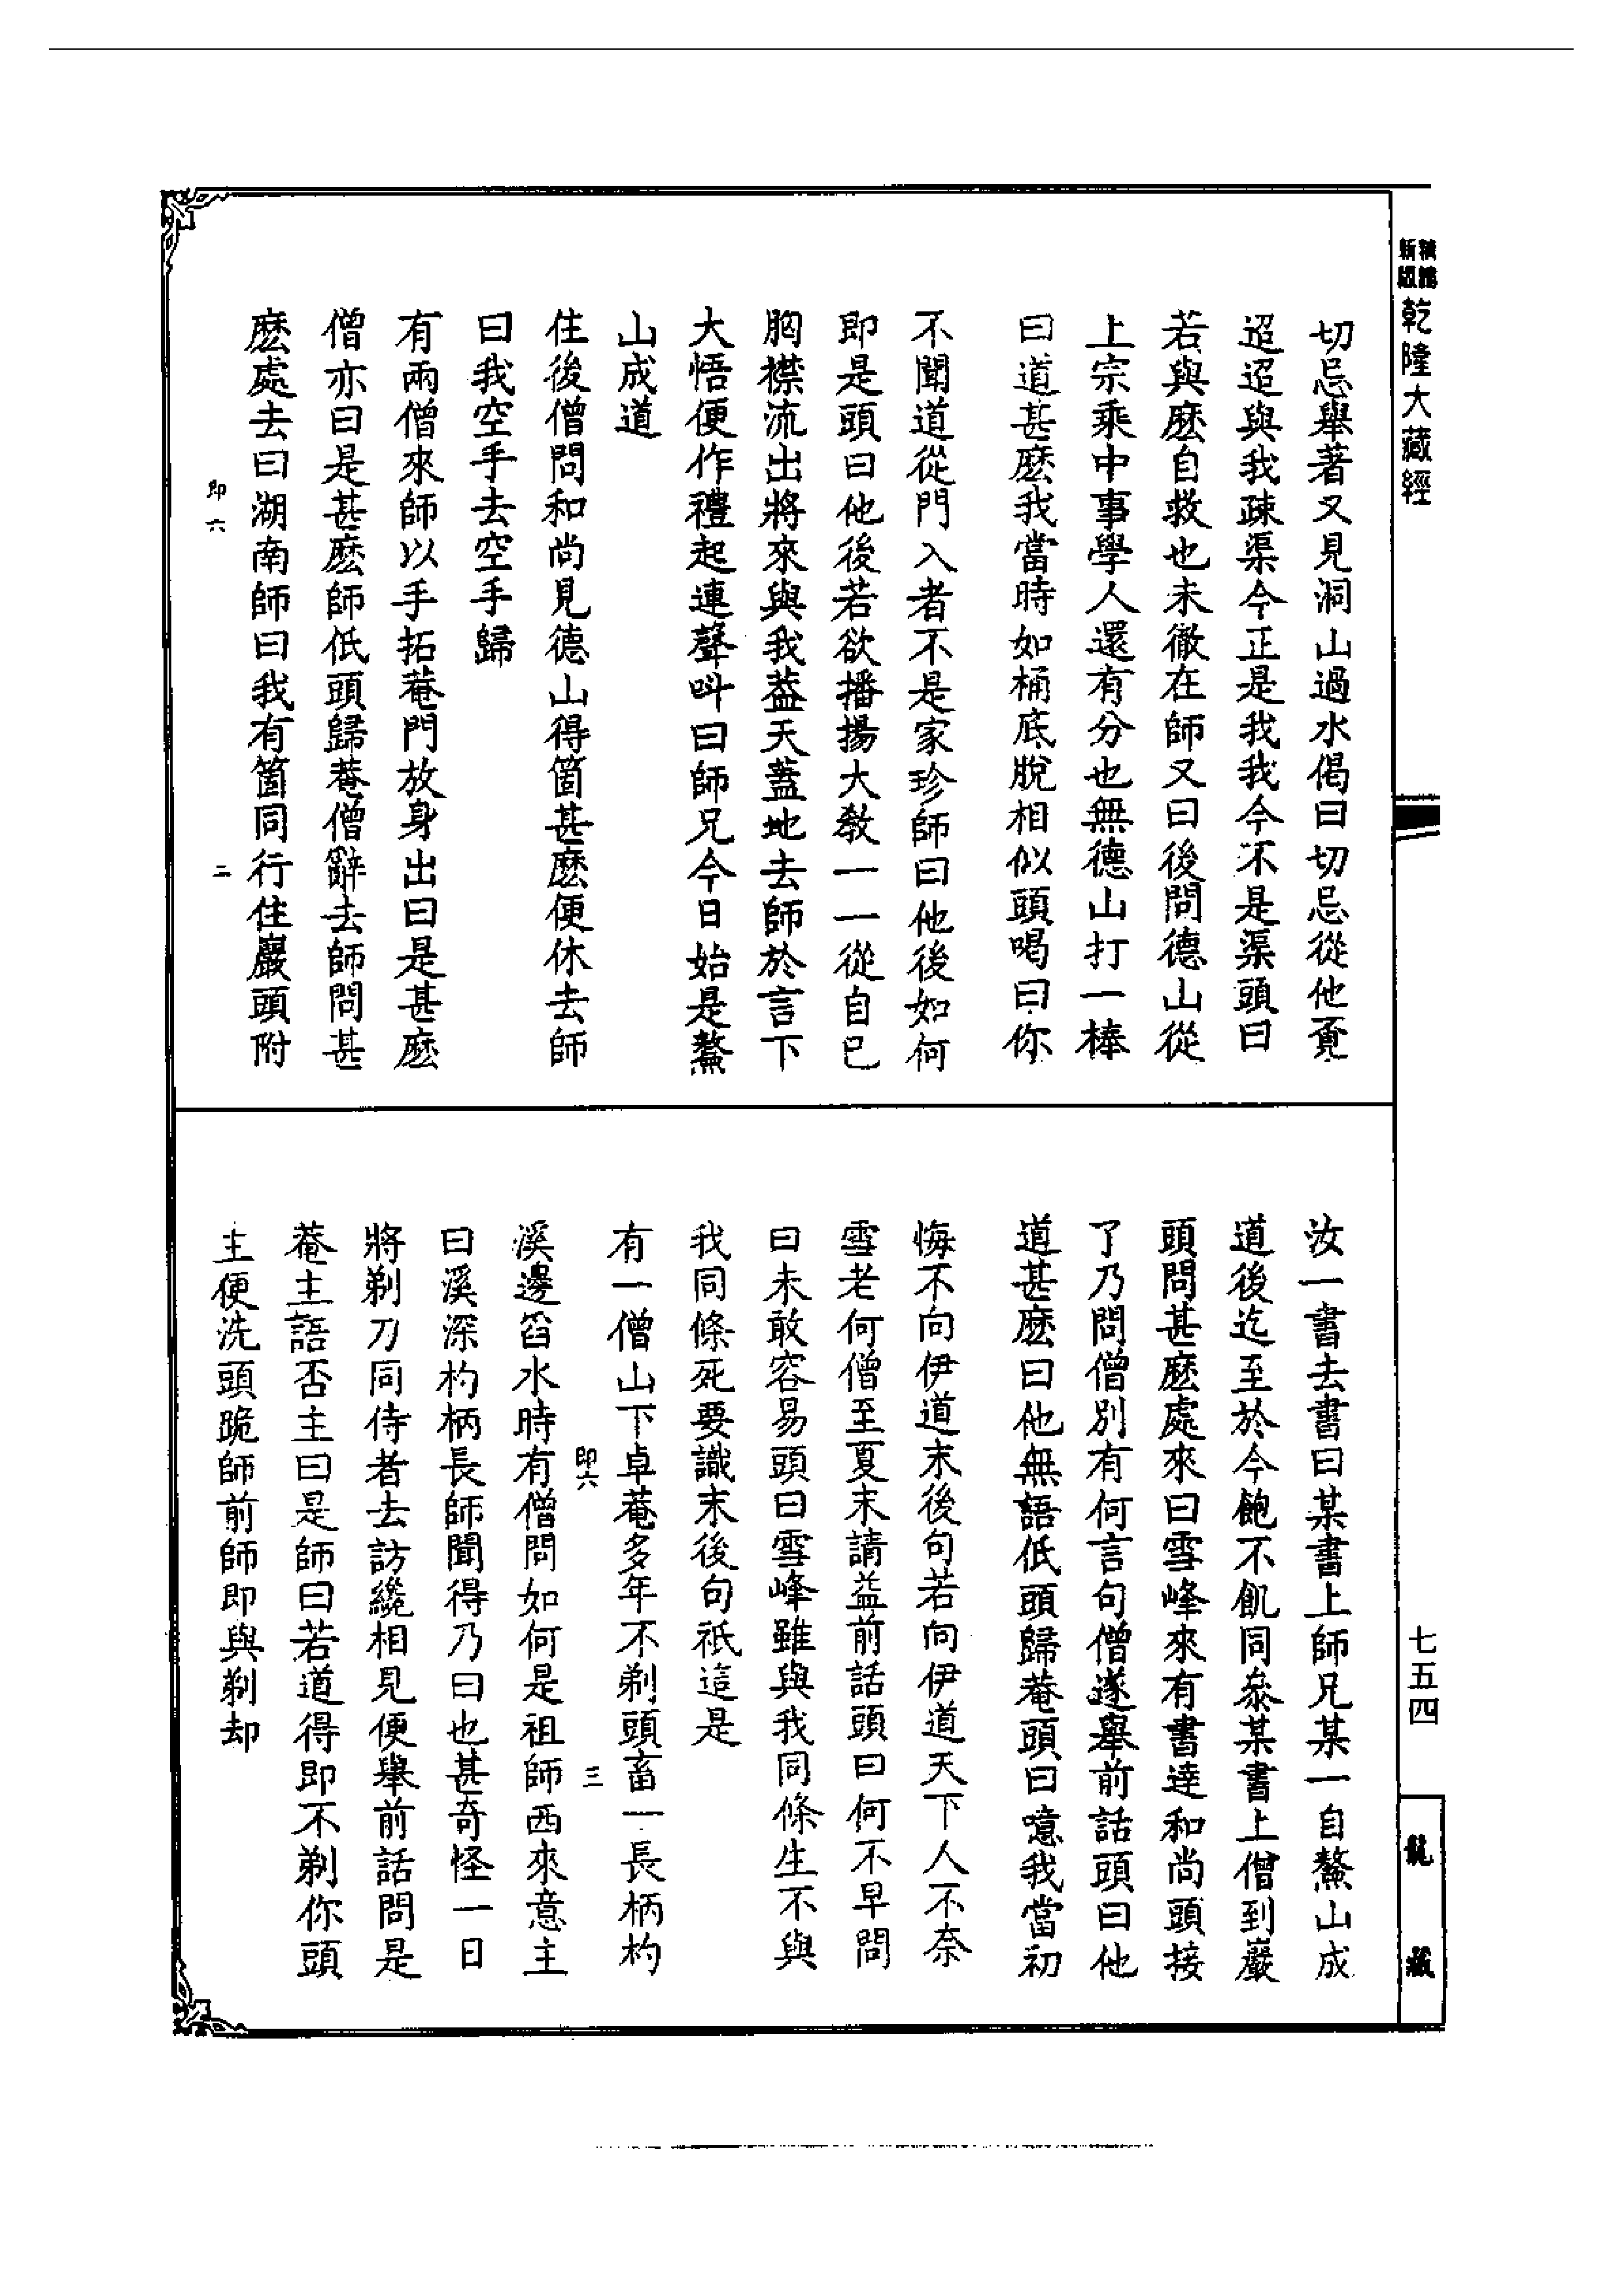 精縮
新版
乾隆大藏經
切忌舉著又見洞山過水偈曰切忌從他覔
迢迢與我疎渠今正是我我今不是渠頭曰
若與麽自救也未徹在師又曰後問德山從
上宗乘中事學人還有分也無德山打一棒
曰道甚麽我當時如桶底脫相似頭喝曰你
不聞道從門入者不是家珍師曰他後如何
即是頭曰他後若欲播揚大教一一從自已
胸襟流出將來與我葢天蓋地去師於言下
大悟便作禮起連聲叫曰師兄今日始是鰲
山成道
住後僧問和尚見德山得箇甚麽便休去師
曰我空手去空手歸
有兩僧來師以手拓菴門放身出曰是甚麽
僧亦曰是甚麽師低頭歸菴僧辭去師問甚
麽處去曰湖南師曰我有箇同行住巖頭附
即六
二
汝一書去書曰某書上師兄某一自鰲山成
道後迄至於今飽不飢同叅某書上僧到巖
頭問甚麽處來曰雪峰來有書達和尚頭接
了乃問僧別有何言句僧遂舉前話頭曰他
道甚麽曰他無語低頭歸菴頭曰噫我當初
悔不向伊道末後句若向伊道天下人不奈
雪老何僧至夏末請益前話頭曰何不早問
曰未敢容易頭曰雪峰雖與我同條生不與
我同條死要識末後句祇這是
有一僧山下卓菴多年不剃頭畜一長柄杓
即六
三
溪邊舀水時有僧問如何是祖師西來意主
曰溪深杓柄長師聞得乃曰也甚奇怪一日
將剃刀同侍者去訪纔相見便舉前話問是
菴主語否主曰是師曰若道得即不剃你頭
主便洗頭跪師前師即與剃却
七五四
龍藏